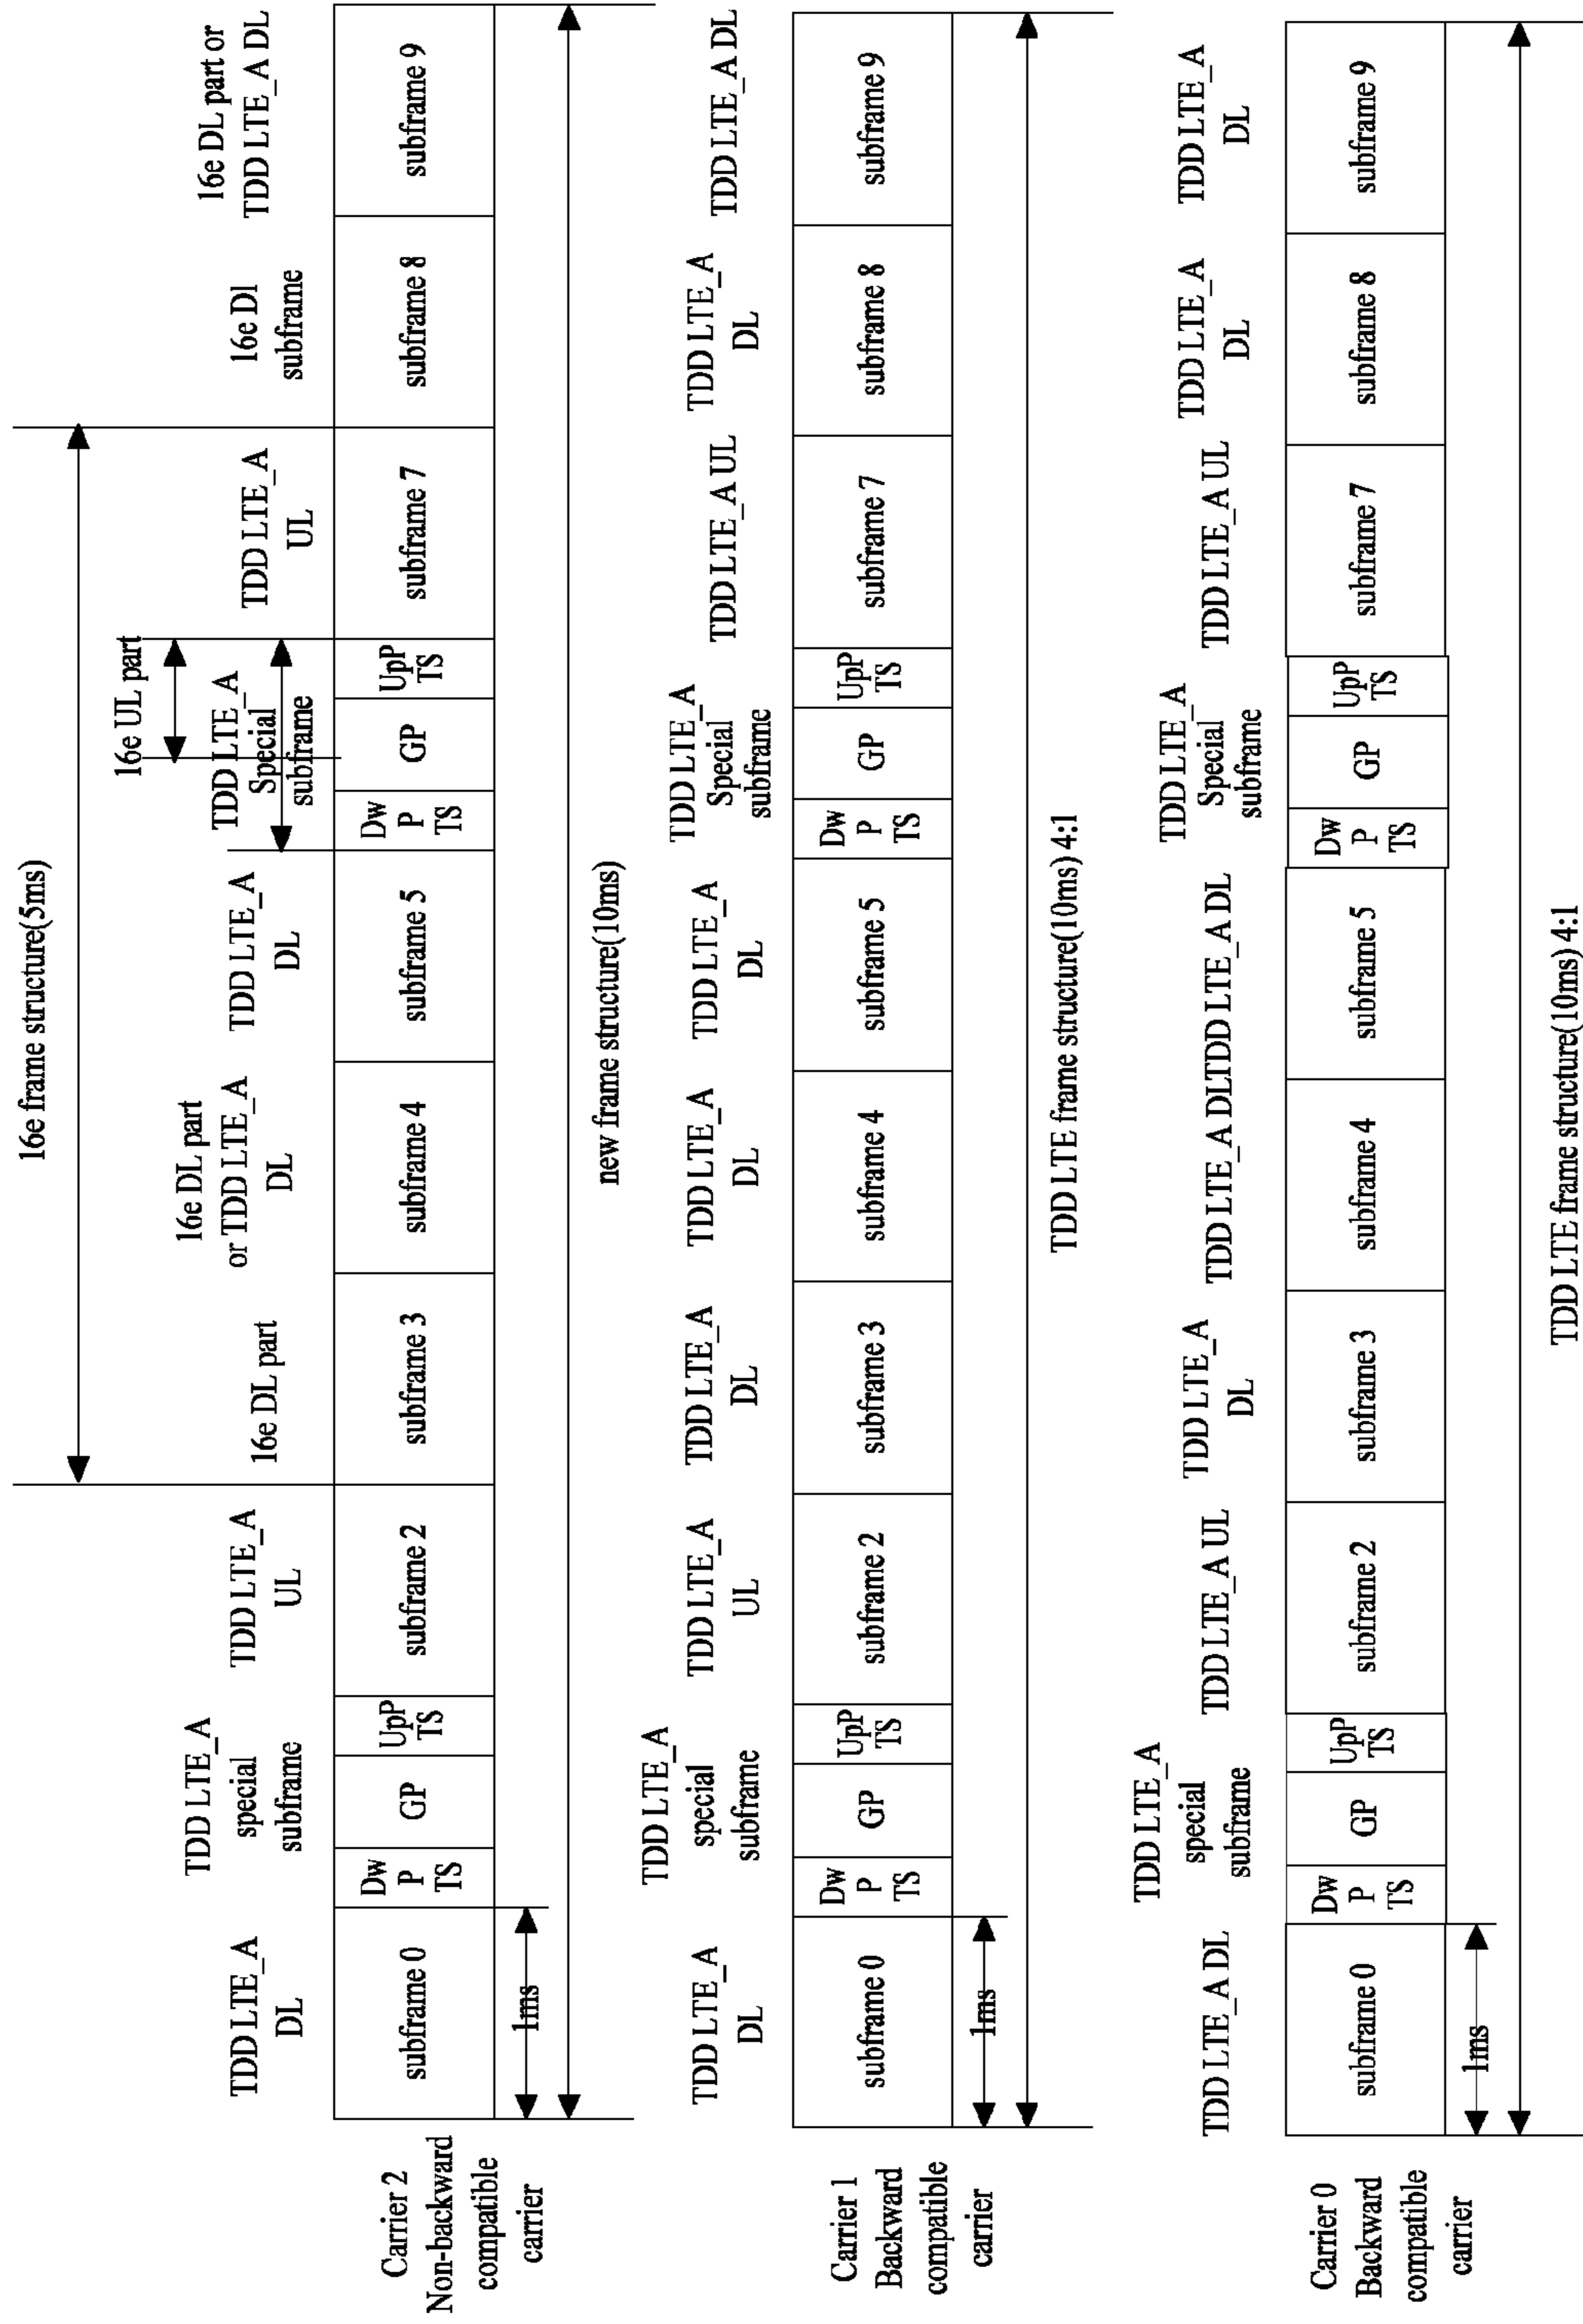 16e frame structure(5ms)
16e UL part
TDD LTE_A
DL
TDD LTE_A
special
subframe
TDD LTE_A
UL
16e DL part
16e DL part
or TDD LTE_A
DL
TDD LTE_A
DL
TDD LTE_A
Special
subframe
TDD LTE_A
UL
16e Dl
subframe
16e DL part or
TDD LTE_A DL
Carrier 2
Non-backward
compatible
carrier
subframe 0
Dw
P
TS
GP
UpP
TS
subframe 2
subframe 3
subframe 4
subframe 5
Dw
P
TS
GP
UpP
TS
subframe 7
subframe 8
subframe 9
1ms
new frame structure(10ms)
TDD LTE_A
DL
TDD LTE_A
special
subframe
TDD LTE_A
UL
TDD LTE_A
DL
TDD LTE_A
DL
TDD LTE_A
DL
TDD LTE_A
Special
subframe
TDD LTE_A UL
TDD LTE_A
DL
TDD LTE_A DL
Carrier 1
Backward
compatible
carrier
subframe 0
Dw
P
TS
GP
UpP
TS
subframe 2
subframe 3
subframe 4
subframe 5
Dw
P
TS
GP
UpP
TS
subframe 7
subframe 8
subframe 9
1ms
TDD LTE frame structure(10ms) 4:1
TDD LTE_A DL
TDD LTE_A
special
subframe
TDD LTE_A UL
TDD LTE_A
DL
TDD LTE_A DLTDD LTE_A DL
TDD LTE_A
Special
subframe
TDD LTE_A UL
TDD LTE_A
DL
TDD LTE_A
DL
Carrier 0
Backward
compatible
carrier
subframe 0
Dw
P
TS
GP
UpP
TS
subframe 2
subframe 3
subframe 4
subframe 5
Dw
P
TS
GP
UpP
TS
subframe 7
subframe 8
subframe 9
1ms
TDD LTE frame structure(10ms) 4:1